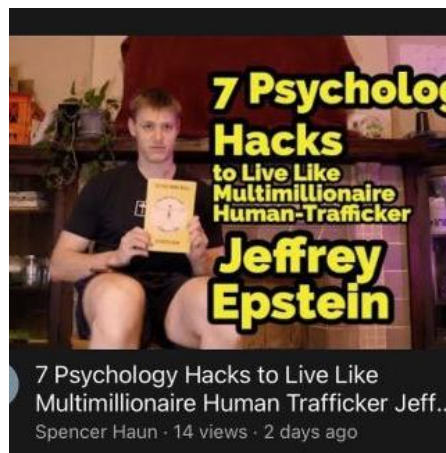 7 Psycholo
Hacks
to Live Like
Multimillionaire
Human-Trafficker
Jeffrey
Epstein
7 Psychology Hacks to Live Like
Multimillionaire Human Trafficker Jeff..
Spencer Haun · 14 views · 2 days ago